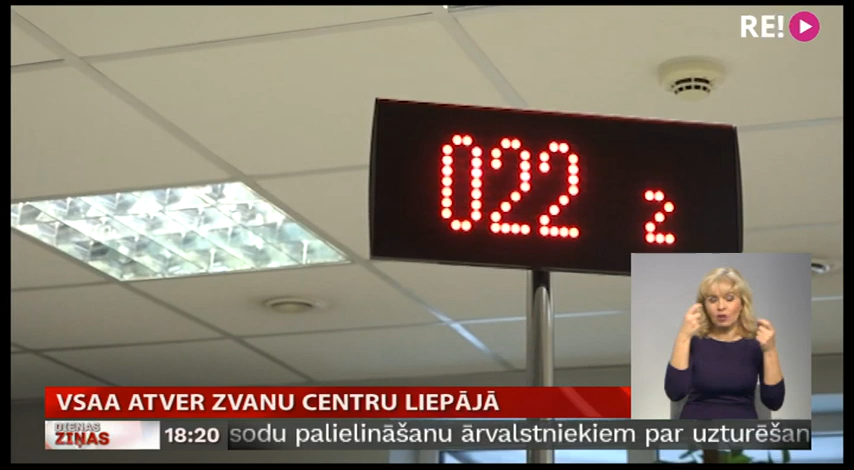 RE!
022 2
VSAA ATVER ZVANU CENTRU LIEPĀJĀ
DIENAS
ZIŅAS
18:20 sodu palielināšanu ārvalstniekiem par uzturēšan